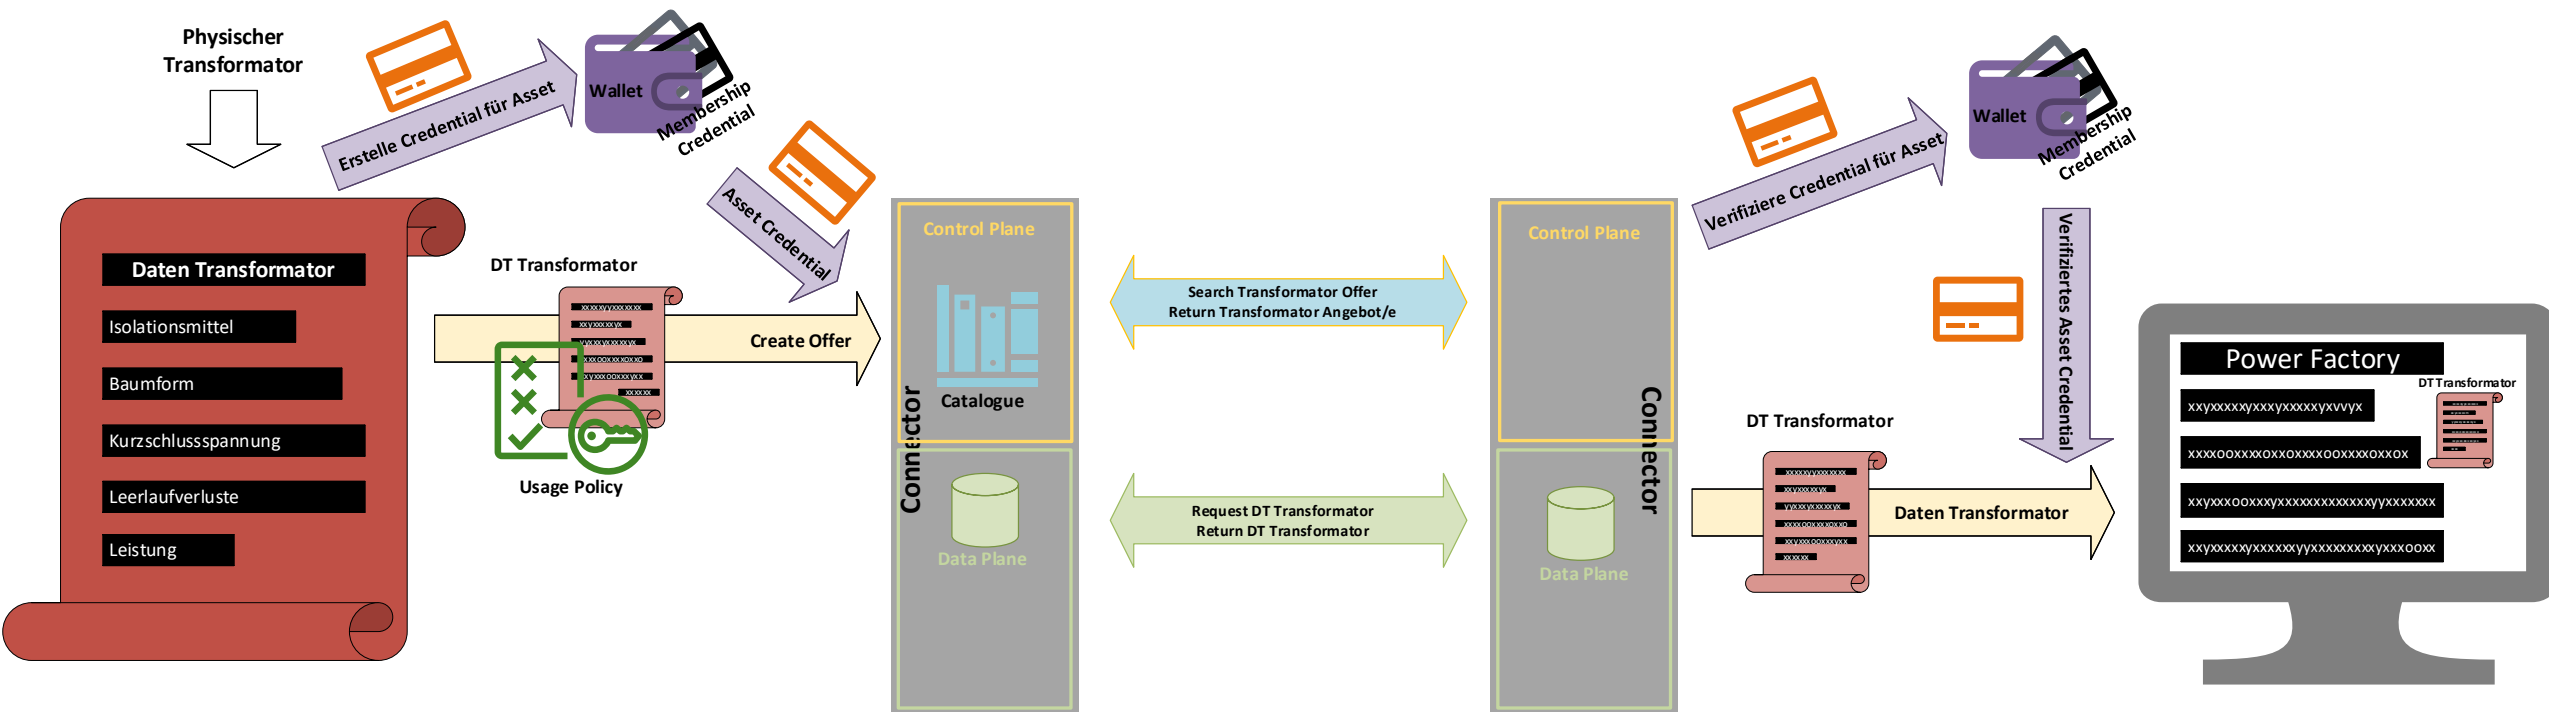 Physischer
Transformator
Erstelle Credential für Asset
Wallet
Membership
Credential
Asset Credential
Daten Transformator
Isolationsmittel
Baumform
Kurzschlussspannung
Leerlaufverluste
Leistung
DT Transformator
Create Offer
Usage Policy
Control Plane
Catalogue
Connector
Data Plane
Search Transformator Offer
Return Transformator Angebot/e
Request DT Transformator
Return DT Transformator
Control Plane
Connector
Data Plane
Verifiziere Credential für Asset
Wallet
Membership
Credential
Verifiziertes Asset Credential
DT Transformator
Daten Transformator
Power Factory
DT Transformator